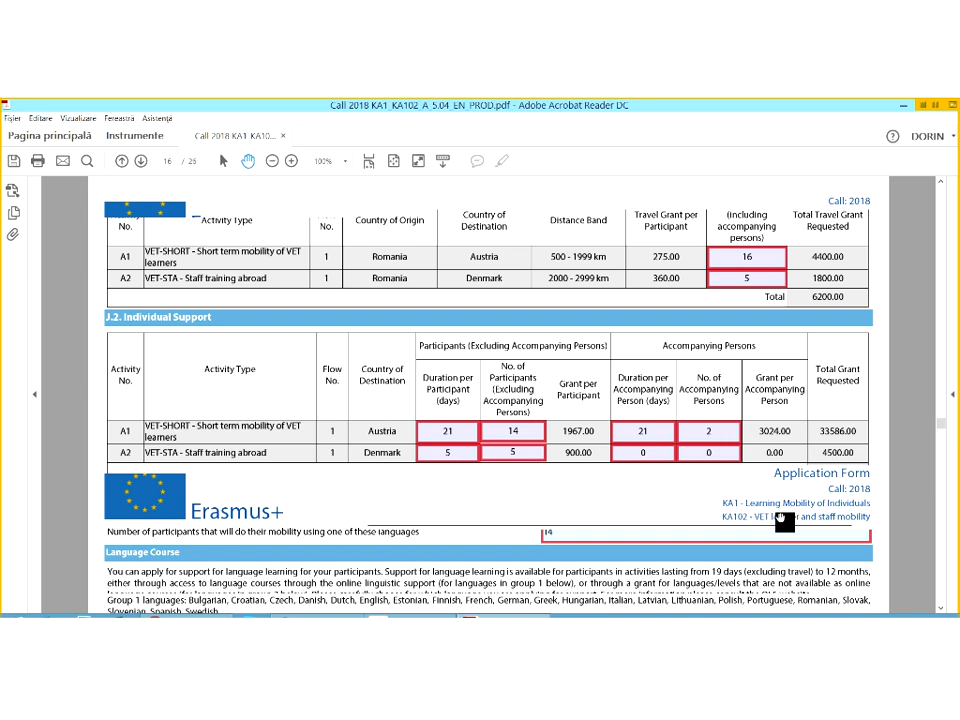 Call 2018 KA1_KA102_A_5.04_EN_PROD.pdf - Adobe Acrobat Reader DC
Fișier Editare Vizualizare Fereastră Asistență
Pagina principală Instrumente Call 2018 KA1_KA10... ×
DORIN
16 / 26 100%
Call: 2018
No. Activity Type No. Country of Origin Country of Destination Distance Band Travel Grant per Participant (including accompanying persons) Total Travel Grant Requested
A1 VET-SHORT - Short term mobility of VET learners 1 Romania Austria 500 - 1999 km 275.00 16 4400.00
A2 VET-STA - Staff training abroad 1 Romania Denmark 2000 - 2999 km 360.00 5 1800.00
Total 6200.00
J.2. Individual Support
Participants (Excluding Accompanying Persons) Accompanying Persons
Activity No. Activity Type Flow No. Country of Destination Duration per Participant (days) No. of Participants (Excluding Accompanying Persons) Grant per Participant Duration per Accompanying Person (days) No. of Accompanying Persons Grant per Accompanying Person Total Grant Requested
A1 VET-SHORT - Short term mobility of VET learners 1 Austria 21 14 1967.00 21 2 3024.00 33586.00
A2 VET-STA - Staff training abroad 1 Denmark 5 5 900.00 0 0 0.00 4500.00
Application Form
Call: 2018
KA1 - Learning Mobility of Individuals
Erasmus+
KA102 - VET and staff mobility
Number of participants that will do their mobility using one of these languages 14
Language Course
You can apply for support for language learning for your participants. Support for language learning is available for participants in activities lasting from 19 days (excluding travel) to 12 months,
either through access to language courses through the online linguistic support (for languages in group 1 below), or through a grant for languages/levels that are not available as online
Group 1 languages: Bulgarian, Croatian, Czech, Danish, Dutch, English, Estonian, Finnish, French, German, Greek, Hungarian, Italian, Latvian, Lithuanian, Polish, Portuguese, Romanian, Slovak,
Slovenian, Spanish, Swedish